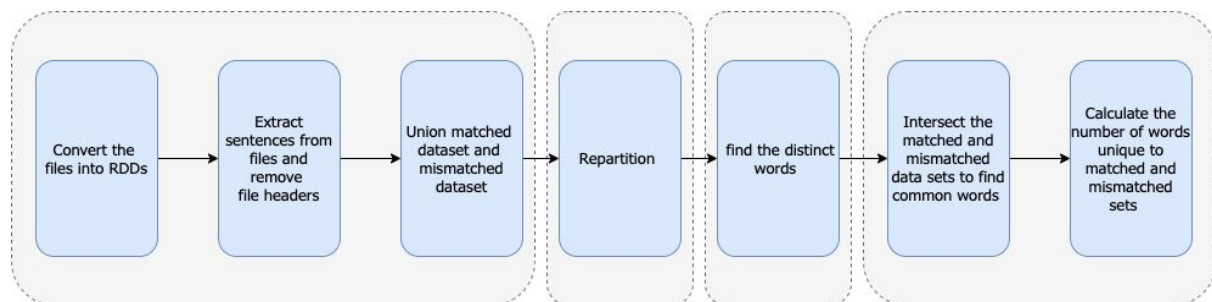 Convert the
files into RDDs
Extract
sentences from
files and
remove
file headers
Union matched
dataset and
mismatched
dataset
Repartition
find the distinct
words
Intersect the
matched and
mismatched
data sets to find
common words
Calculate the
number of words
unique to
matched and
mismatched
sets